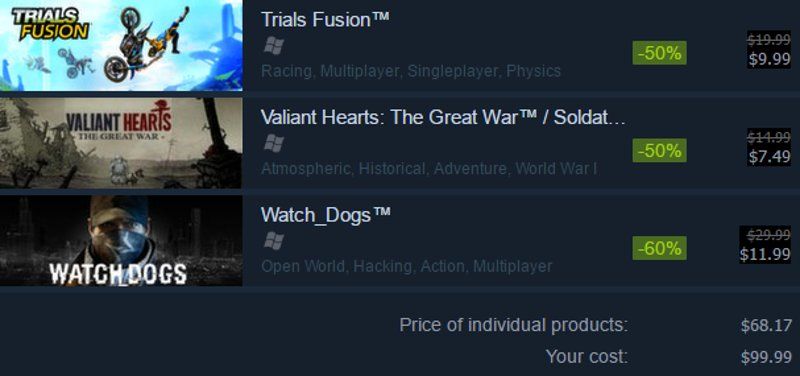 TRIALS
FUSION
Trials Fusion™
Racing, Multiplayer, Singleplayer, Physics
-50%
$19.99
$9.99
VALIANT HEARTS
- THE GREAT WAR -
Valiant Hearts: The Great War™ / Soldat…
Atmospheric, Historical, Adventure, World War I
-50%
$14.99
$7.49
WATCH_DOGS
Watch_Dogs™
Open World, Hacking, Action, Multiplayer
-60%
$29.99
$11.99
Price of individual products: $68.17
Your cost: $99.99